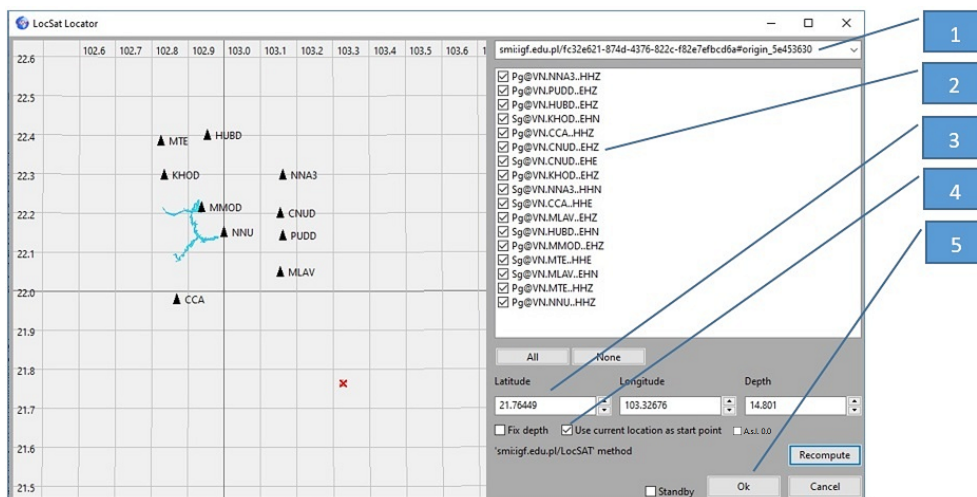 LocSat Locator
102.6 102.7 102.8 102.9 103.0 103.1 103.2 103.3 103.4 103.5 103.6 1
22.6
22.5
22.4
22.3
22.2
22.1
22.0
21.9
21.8
21.7
21.6
21.5
MTE
HUBD
KHOD
NNA3
MMOD
CNUD
NNU
PUDD
MLAV
CCA
smi:igf.edu.pl/fc32e621-874d-4376-822c-f82e7efbcd6a#origin_5e453630
Pg@VN.NNA3..HHZ
Pg@VN.PUDD..EHZ
Pg@VN.HUBD..EHZ
Sg@VN.KHOD..EHN
Pg@VN.CCA..HHZ
Pg@VN.CNUD..EHZ
Sg@VN.CNUD..EHE
Pg@VN.KHOD..EHZ
Sg@VN.NNA3..HHN
Sg@VN.CCA..HHE
Pg@VN.MLAV..EHZ
Sg@VN.HUBD..EHN
Pg@VN.MMOD..EHZ
Sg@VN.MTE..HHE
Sg@VN.MLAV..EHN
Pg@VN.MTE..HHZ
Pg@VN.NNU..HHZ
All None
Latitude Longitude Depth
21.76449 103.32676 14.801
Fix depth Use current location as start point A.s.l. 0.0
'smi:igf.edu.pl/LocSAT' method
Recompute
Standby Ok Cancel
1
2
3
4
5